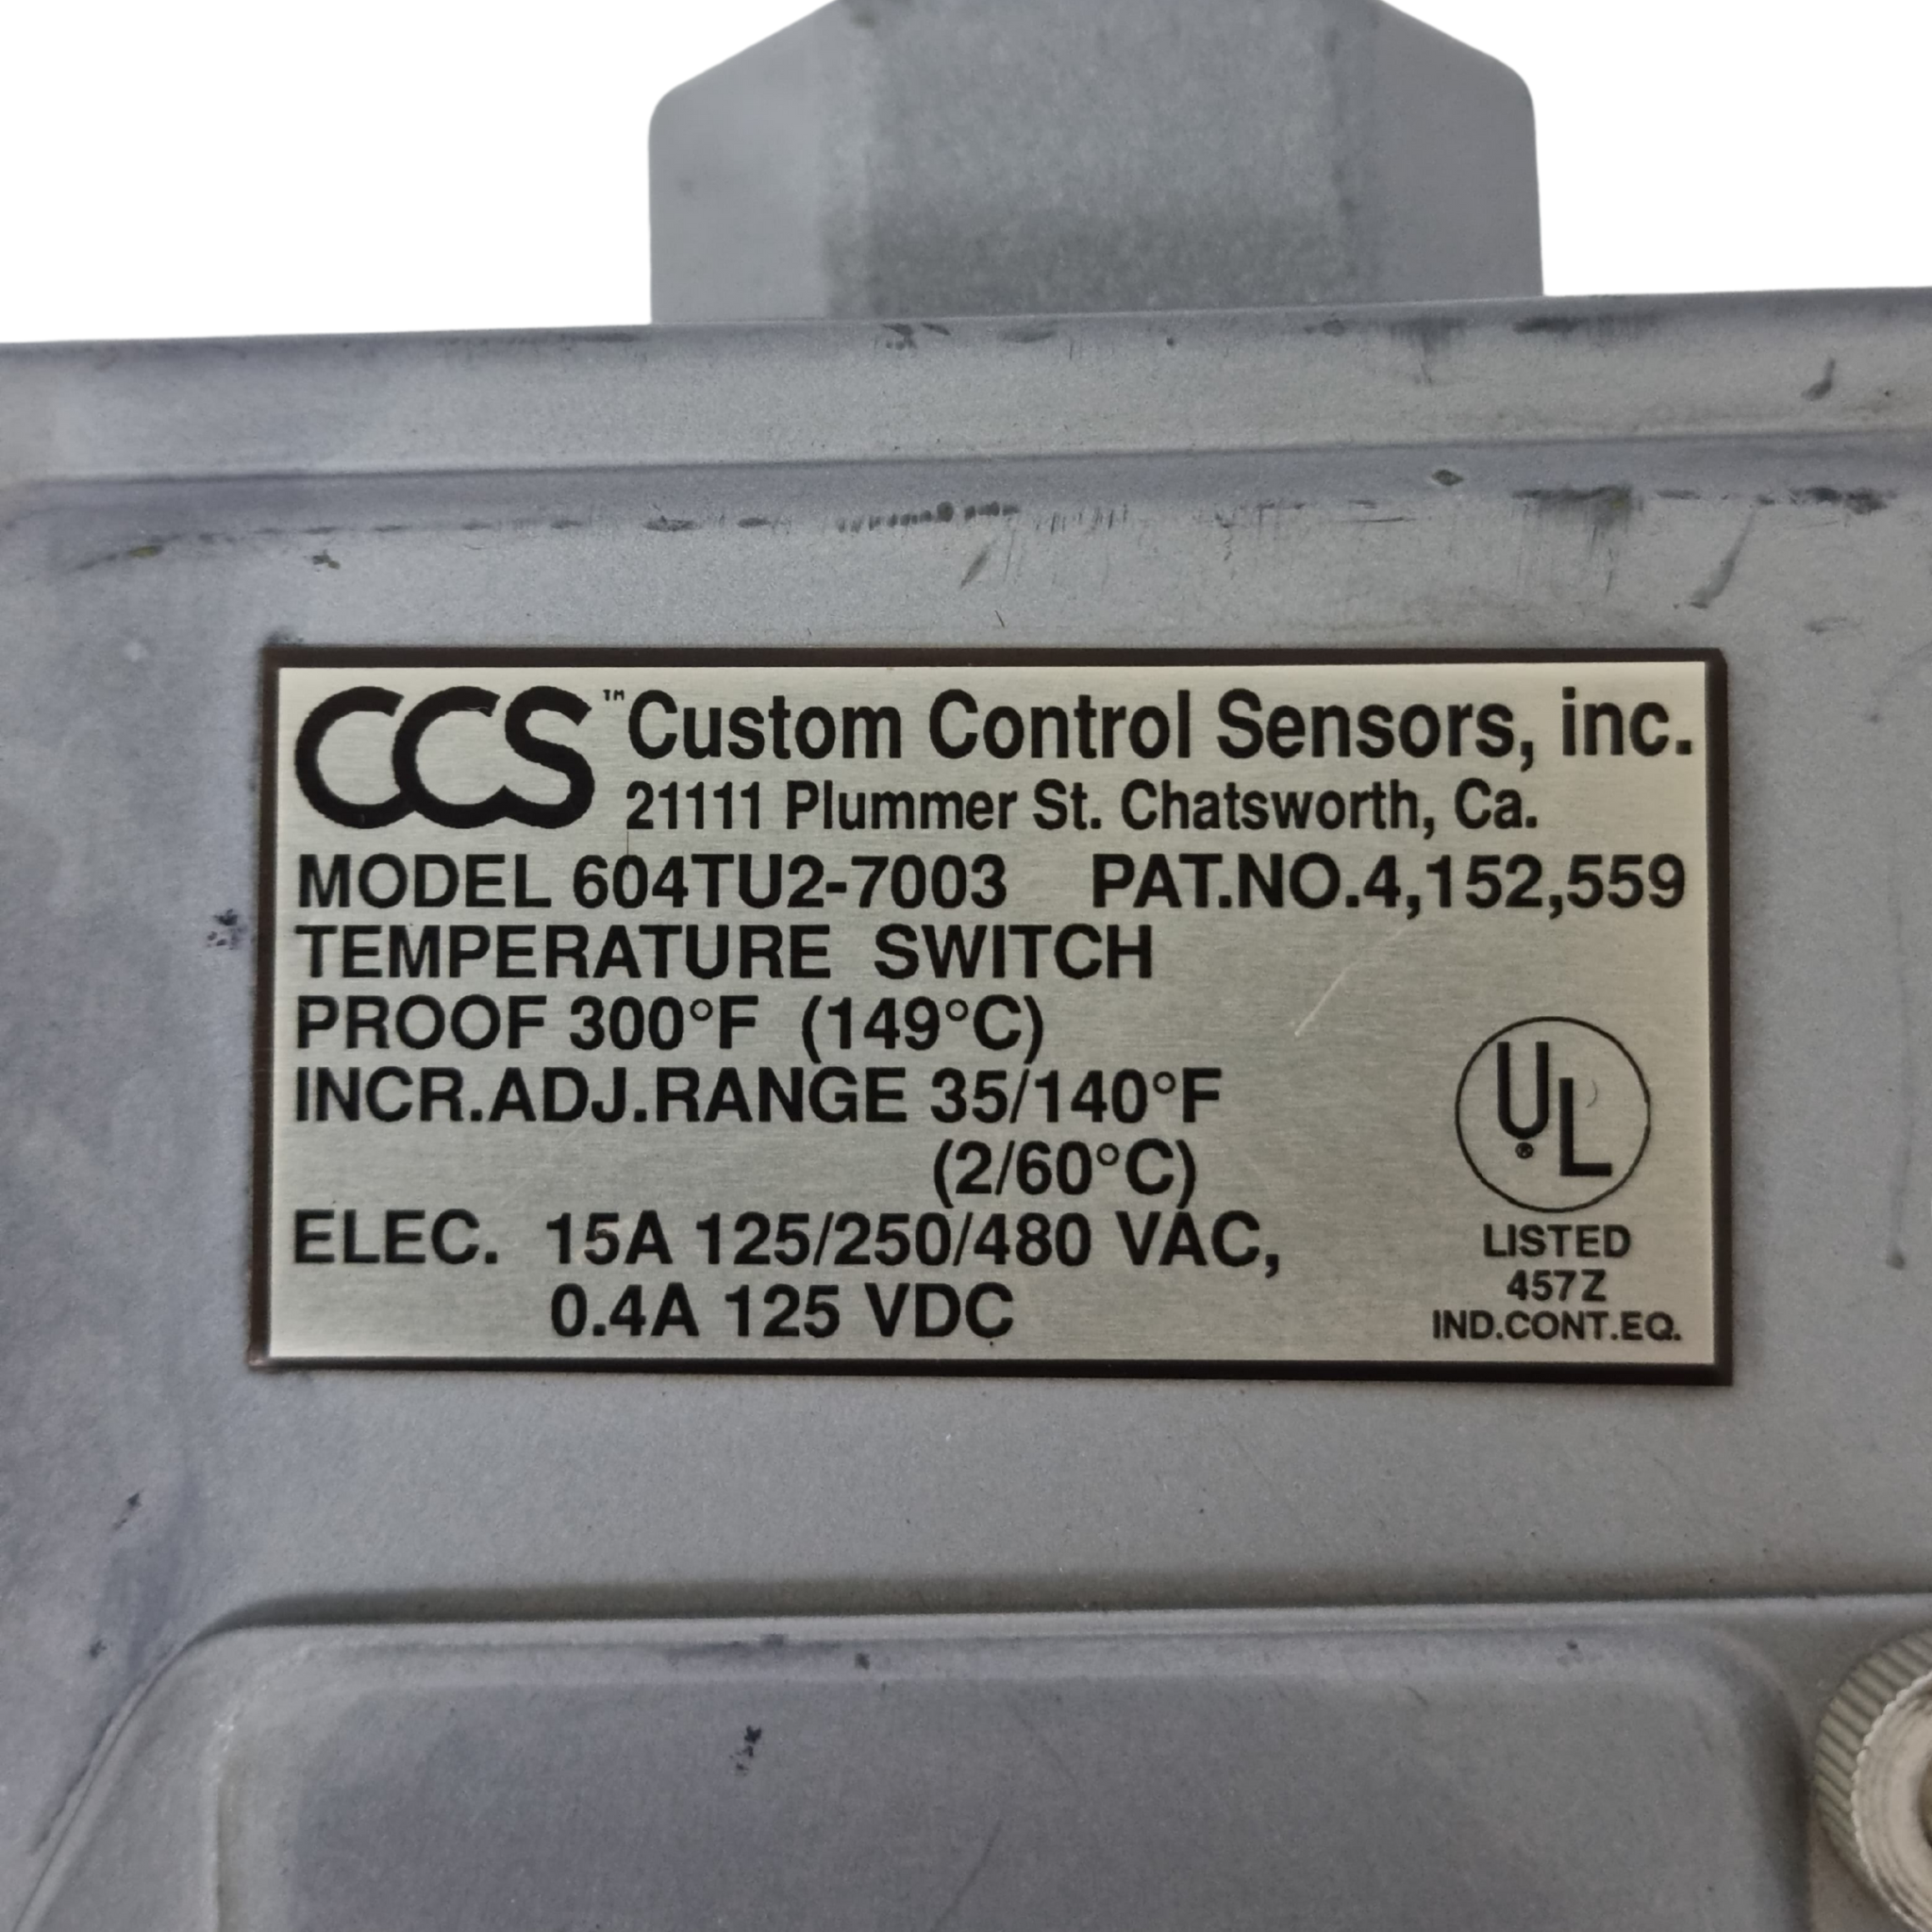 CCS™ Custom Control Sensors, inc.
21111 Plummer St. Chatsworth, Ca.
MODEL 604TU2-7003 PAT.NO.4,152,559
TEMPERATURE SWITCH
PROOF 300°F (149°C)
INCR.ADJ.RANGE 35/140°F
(2/60°C)
ELEC. 15A 125/250/480 VAC,
0.4A 125 VDC
UL®
LISTED
457Z
IND.CONT.EQ.